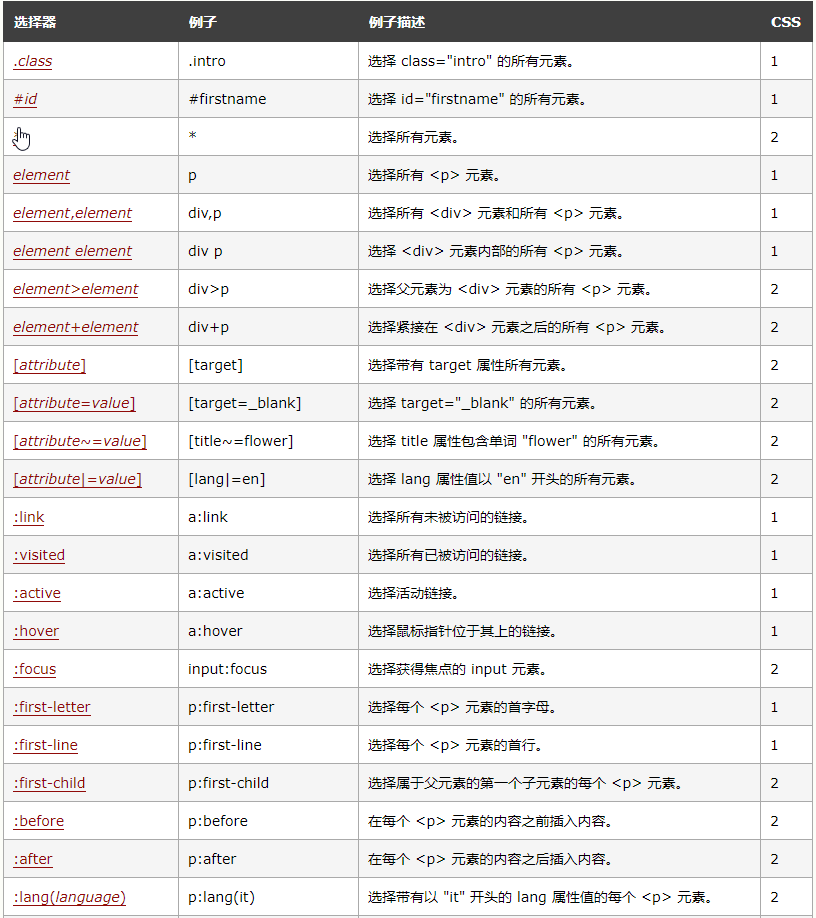 选择器 例子 例子描述 CSS
.class .intro 选择 class="intro" 的所有元素。 1
#id #firstname 选择 id="firstname" 的所有元素。 1
* 选择所有元素。 2
element p 选择所有 <p> 元素。 1
element,element div,p 选择所有 <div> 元素和所有 <p> 元素。 1
element element div p 选择 <div> 元素内部的所有 <p> 元素。 1
element>element div>p 选择父元素为 <div> 元素的所有 <p> 元素。 2
element+element div+p 选择紧接在 <div> 元素之后的所有 <p> 元素。 2
[attribute] [target] 选择带有 target 属性所有元素。 2
[attribute=value] [target=_blank] 选择 target="_blank" 的所有元素。 2
[attribute~=value] [title~=flower] 选择 title 属性包含单词 "flower" 的所有元素。 2
[attribute|=value] [lang|=en] 选择 lang 属性值以 "en" 开头的所有元素。 2
:link a:link 选择所有未被访问的链接。 1
:visited a:visited 选择所有已被访问的链接。 1
:active a:active 选择活动链接。 1
:hover a:hover 选择鼠标指针位于其上的链接。 1
:focus input:focus 选择获得焦点的 input 元素。 2
:first-letter p:first-letter 选择每个 <p> 元素的首字母。 1
:first-line p:first-line 选择每个 <p> 元素的首行。 1
:first-child p:first-child 选择属于父元素的第一个子元素的每个 <p> 元素。 2
:before p:before 在每个 <p> 元素的内容之前插入内容。 2
:after p:after 在每个 <p> 元素的内容之后插入内容。 2
:lang(language) p:lang(it) 选择带有以 "it" 开头的 lang 属性值的每个 <p> 元素。 2